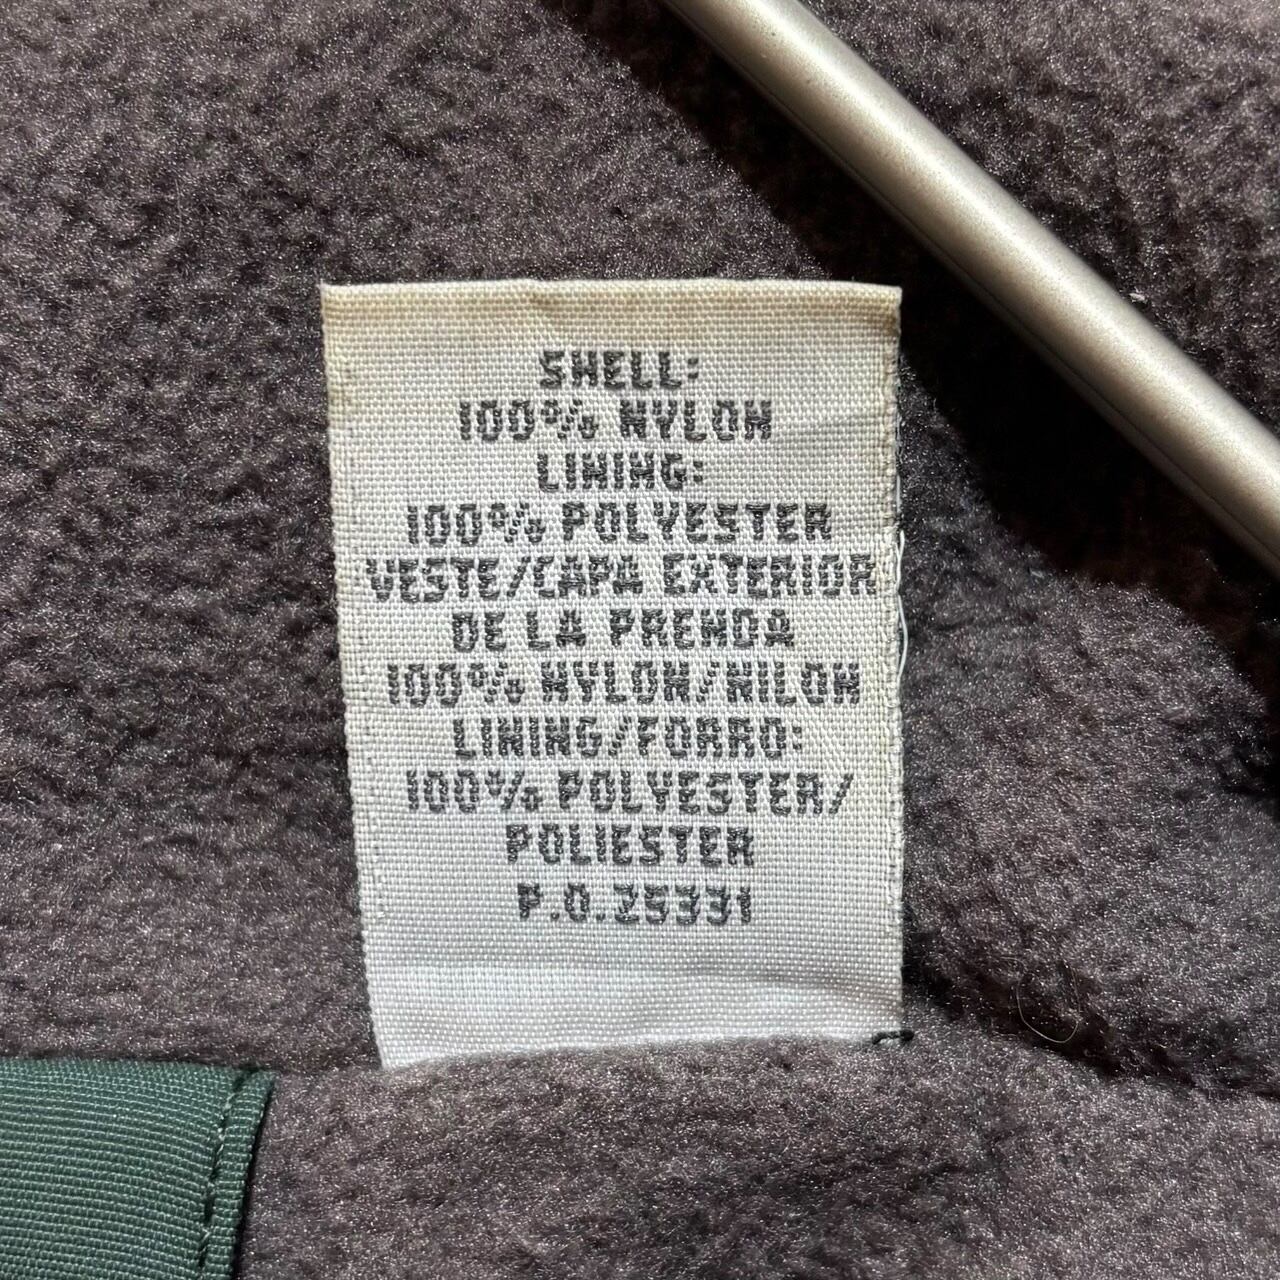 SHELL:
100% NYLON
LINING:
100% POLYESTER
VESTE/CAPA EXTERIOR
DE LA PRENDA
100% NYLON/NILON
LINING/FORRO:
100% POLYESTER/
POLIESTER
P.O.25331